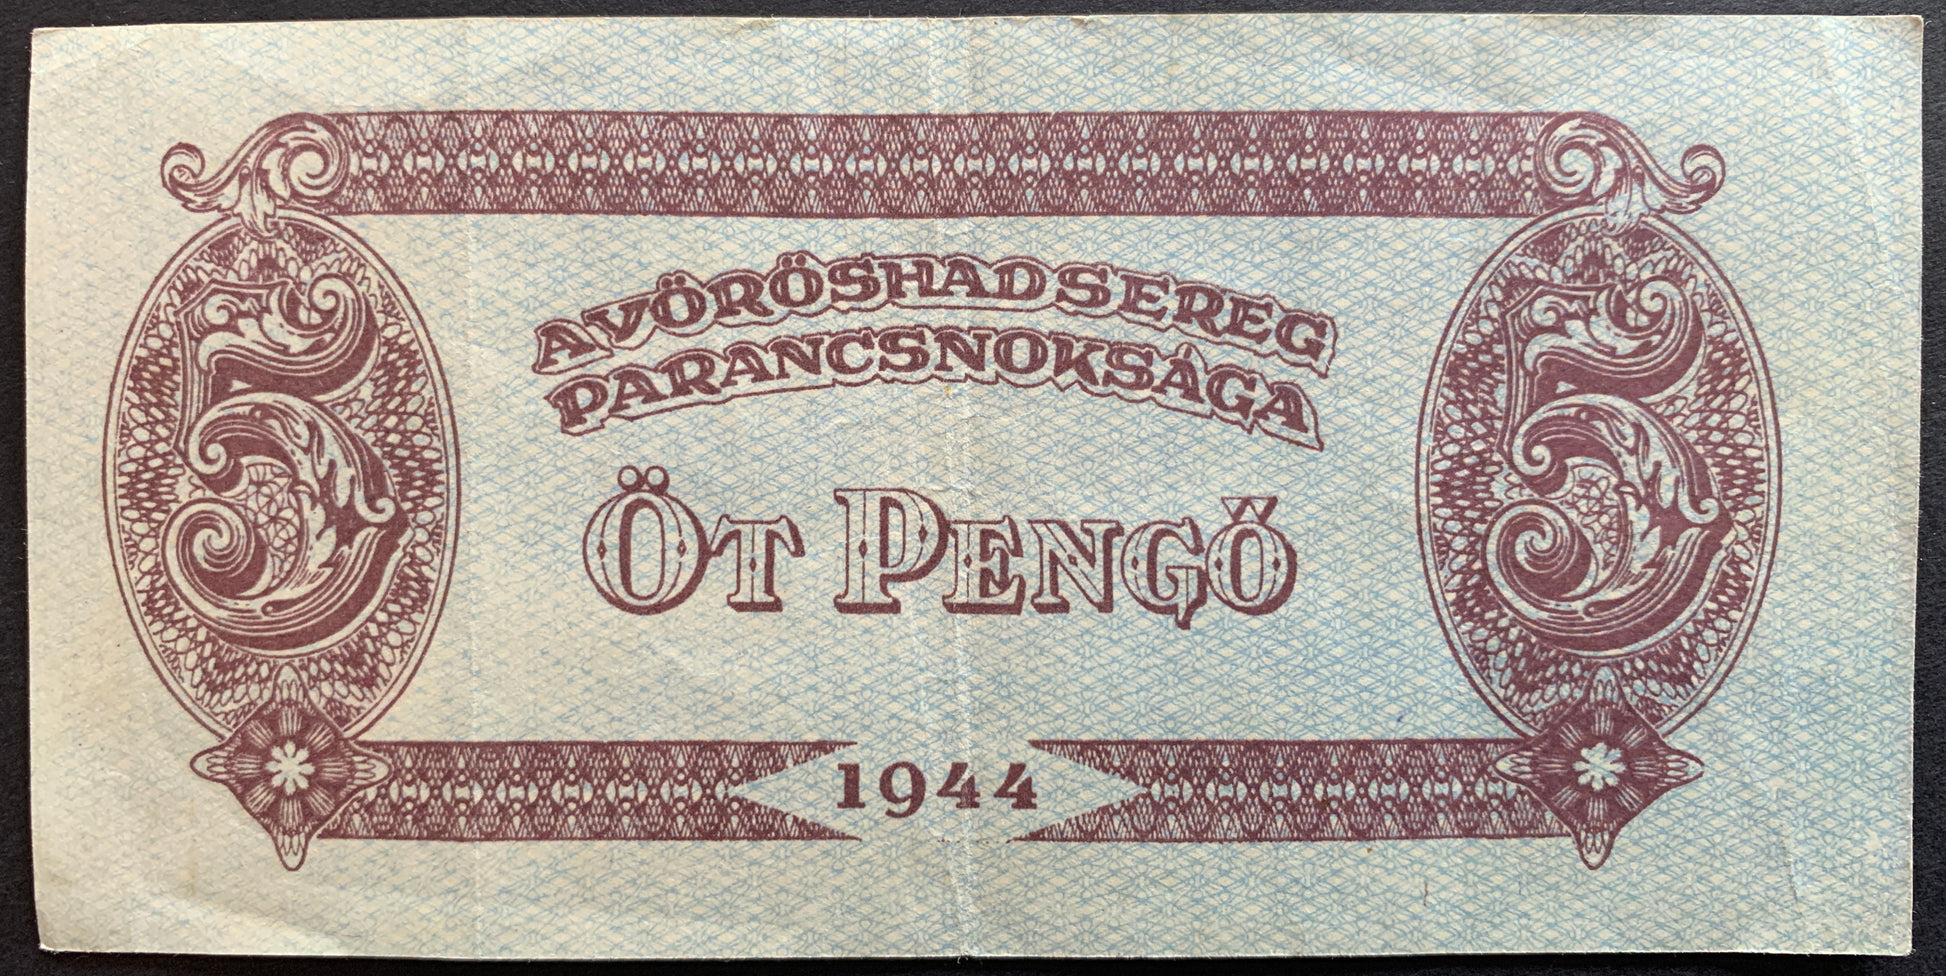 A VÖRÖSHADSEREG
PARANCSNOKSÁGA
5 5
ÖT PENGŐ
1944